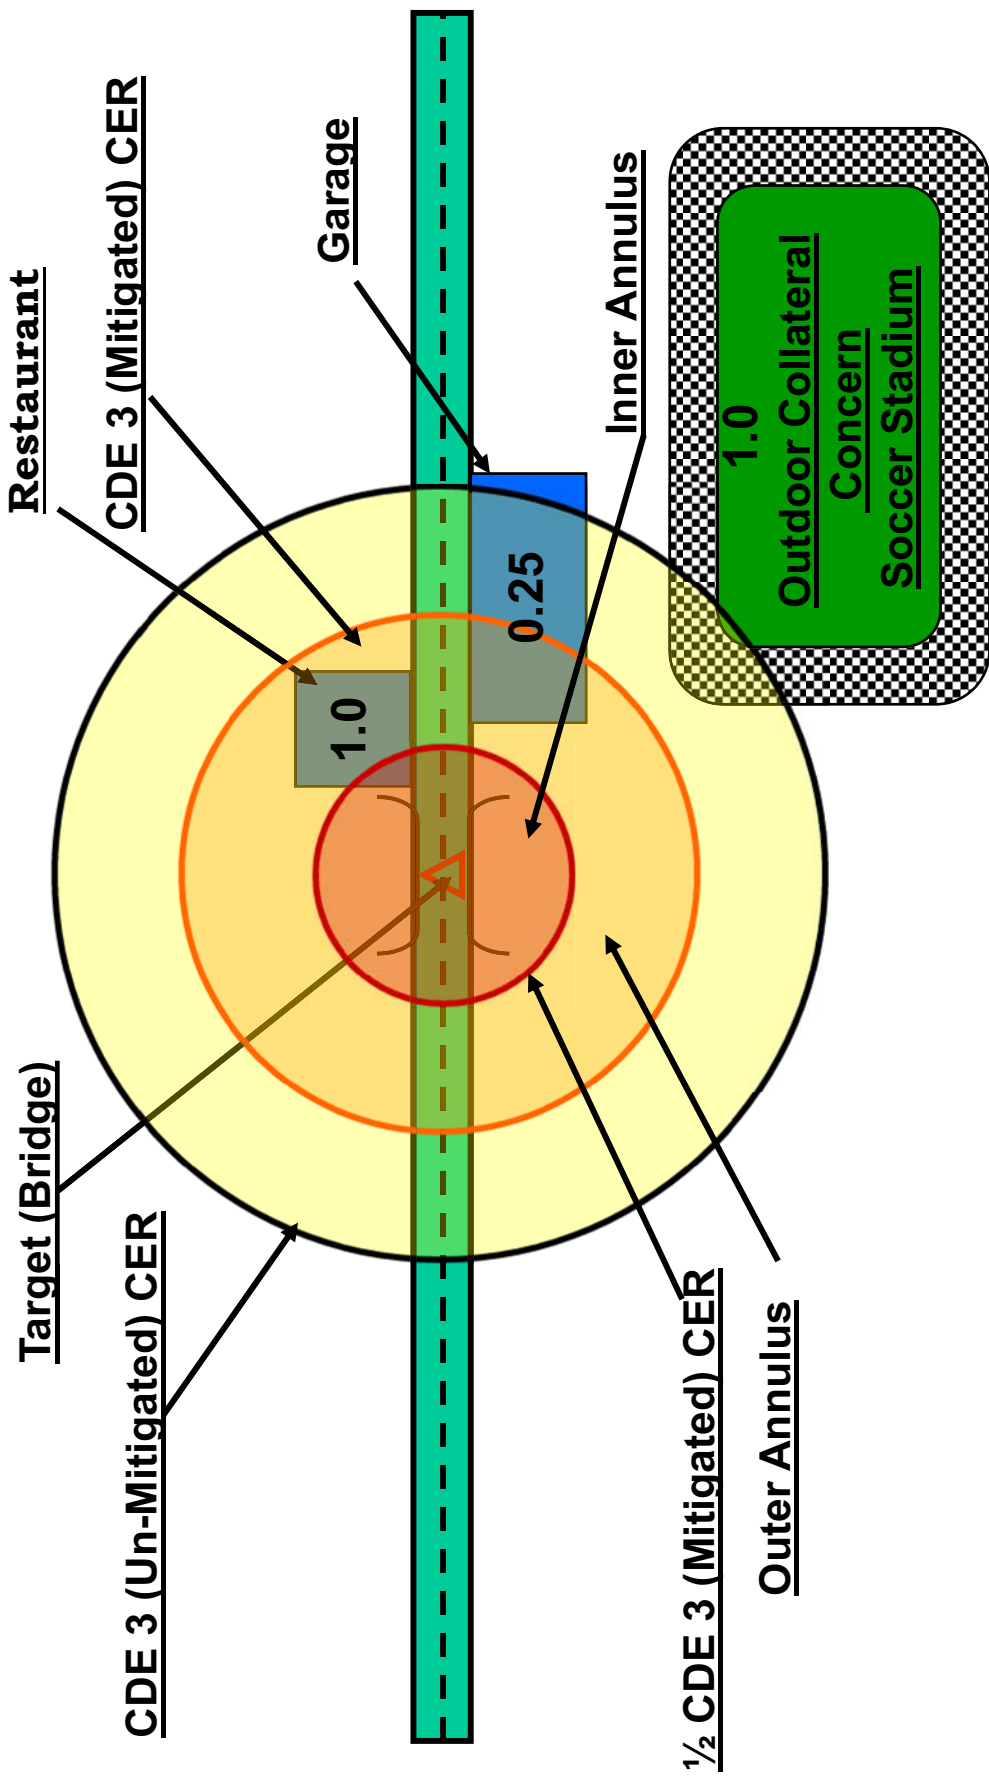 Target (Bridge)
Restaurant
CDE 3 (Un-Mitigated) CER
CDE 3 (Mitigated) CER
Garage
1.0
0.25
Inner Annulus
½ CDE 3 (Mitigated) CER
Outer Annulus
1.0
Outdoor Collateral
Concern
Soccer Stadium